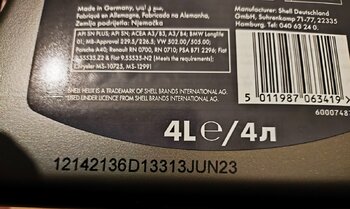 Made in Germany,
Fabriqué en Allemagne, Fabricado na Alemanha,
Zemlja podrijetla: Njemačka
API SN PLUS; API SN; ACEA A3/B3, A3/B4; BMW Longlife
01; MB-Approval 229.5/226.5, VW 502.00/505.00;
Porsche A40; Renault RN 0700, RN 0710; PSA B71 2296; Fiat
9.55535-Z2 & Fiat 9.55535-N2 (Meets the requirements);
Chrysler MS-10725, MS-12991
SHELL HELIX IS A TRADEMARK OF SHELL BRANDS INTERNATIONAL AG.
USED UNDER LICENCE FROM SHELL BRANDS INTERNATIONAL AG.
Manufacturer:
Shell Deutschland
GmbH, Suhrenkamp 71-77, 22335
Hamburg. Tel: 040 63 24 0.
5 011987 063419
4L ℮/4л
12142136D13313JUN23